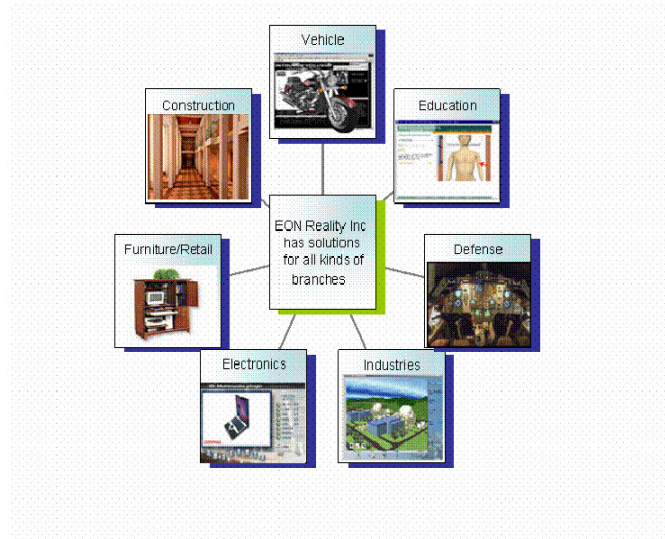 Vehicle
Construction
Education
EON Reality Inc
has solutions
for all kinds of
branches
Furniture/Retail
Defense
Electronics
Industries